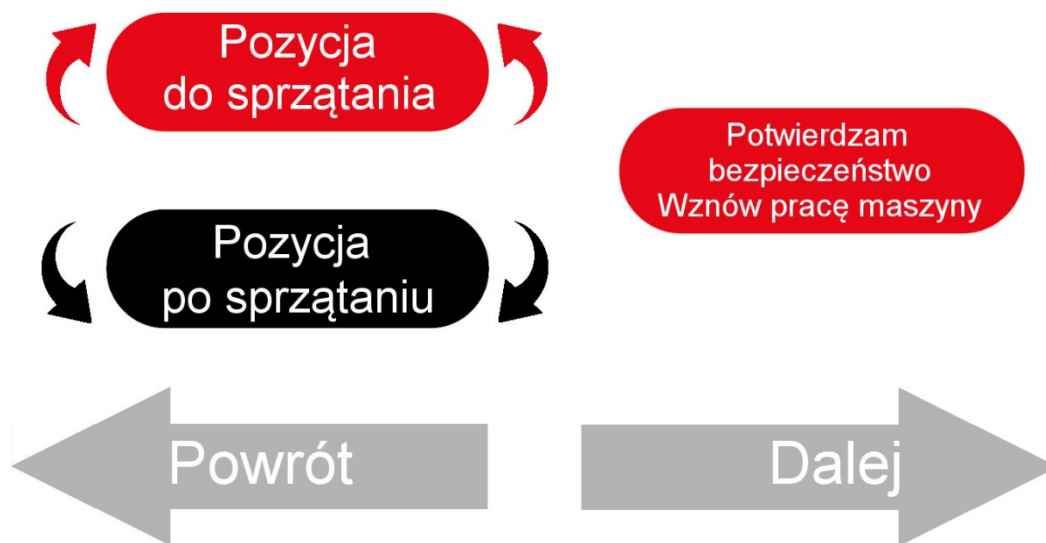 Pozycja
do sprzątania
Potwierdzam
bezpieczeństwo
Wznów pracę maszyny
Pozycja
po sprzątaniu
Powrót
Dalej